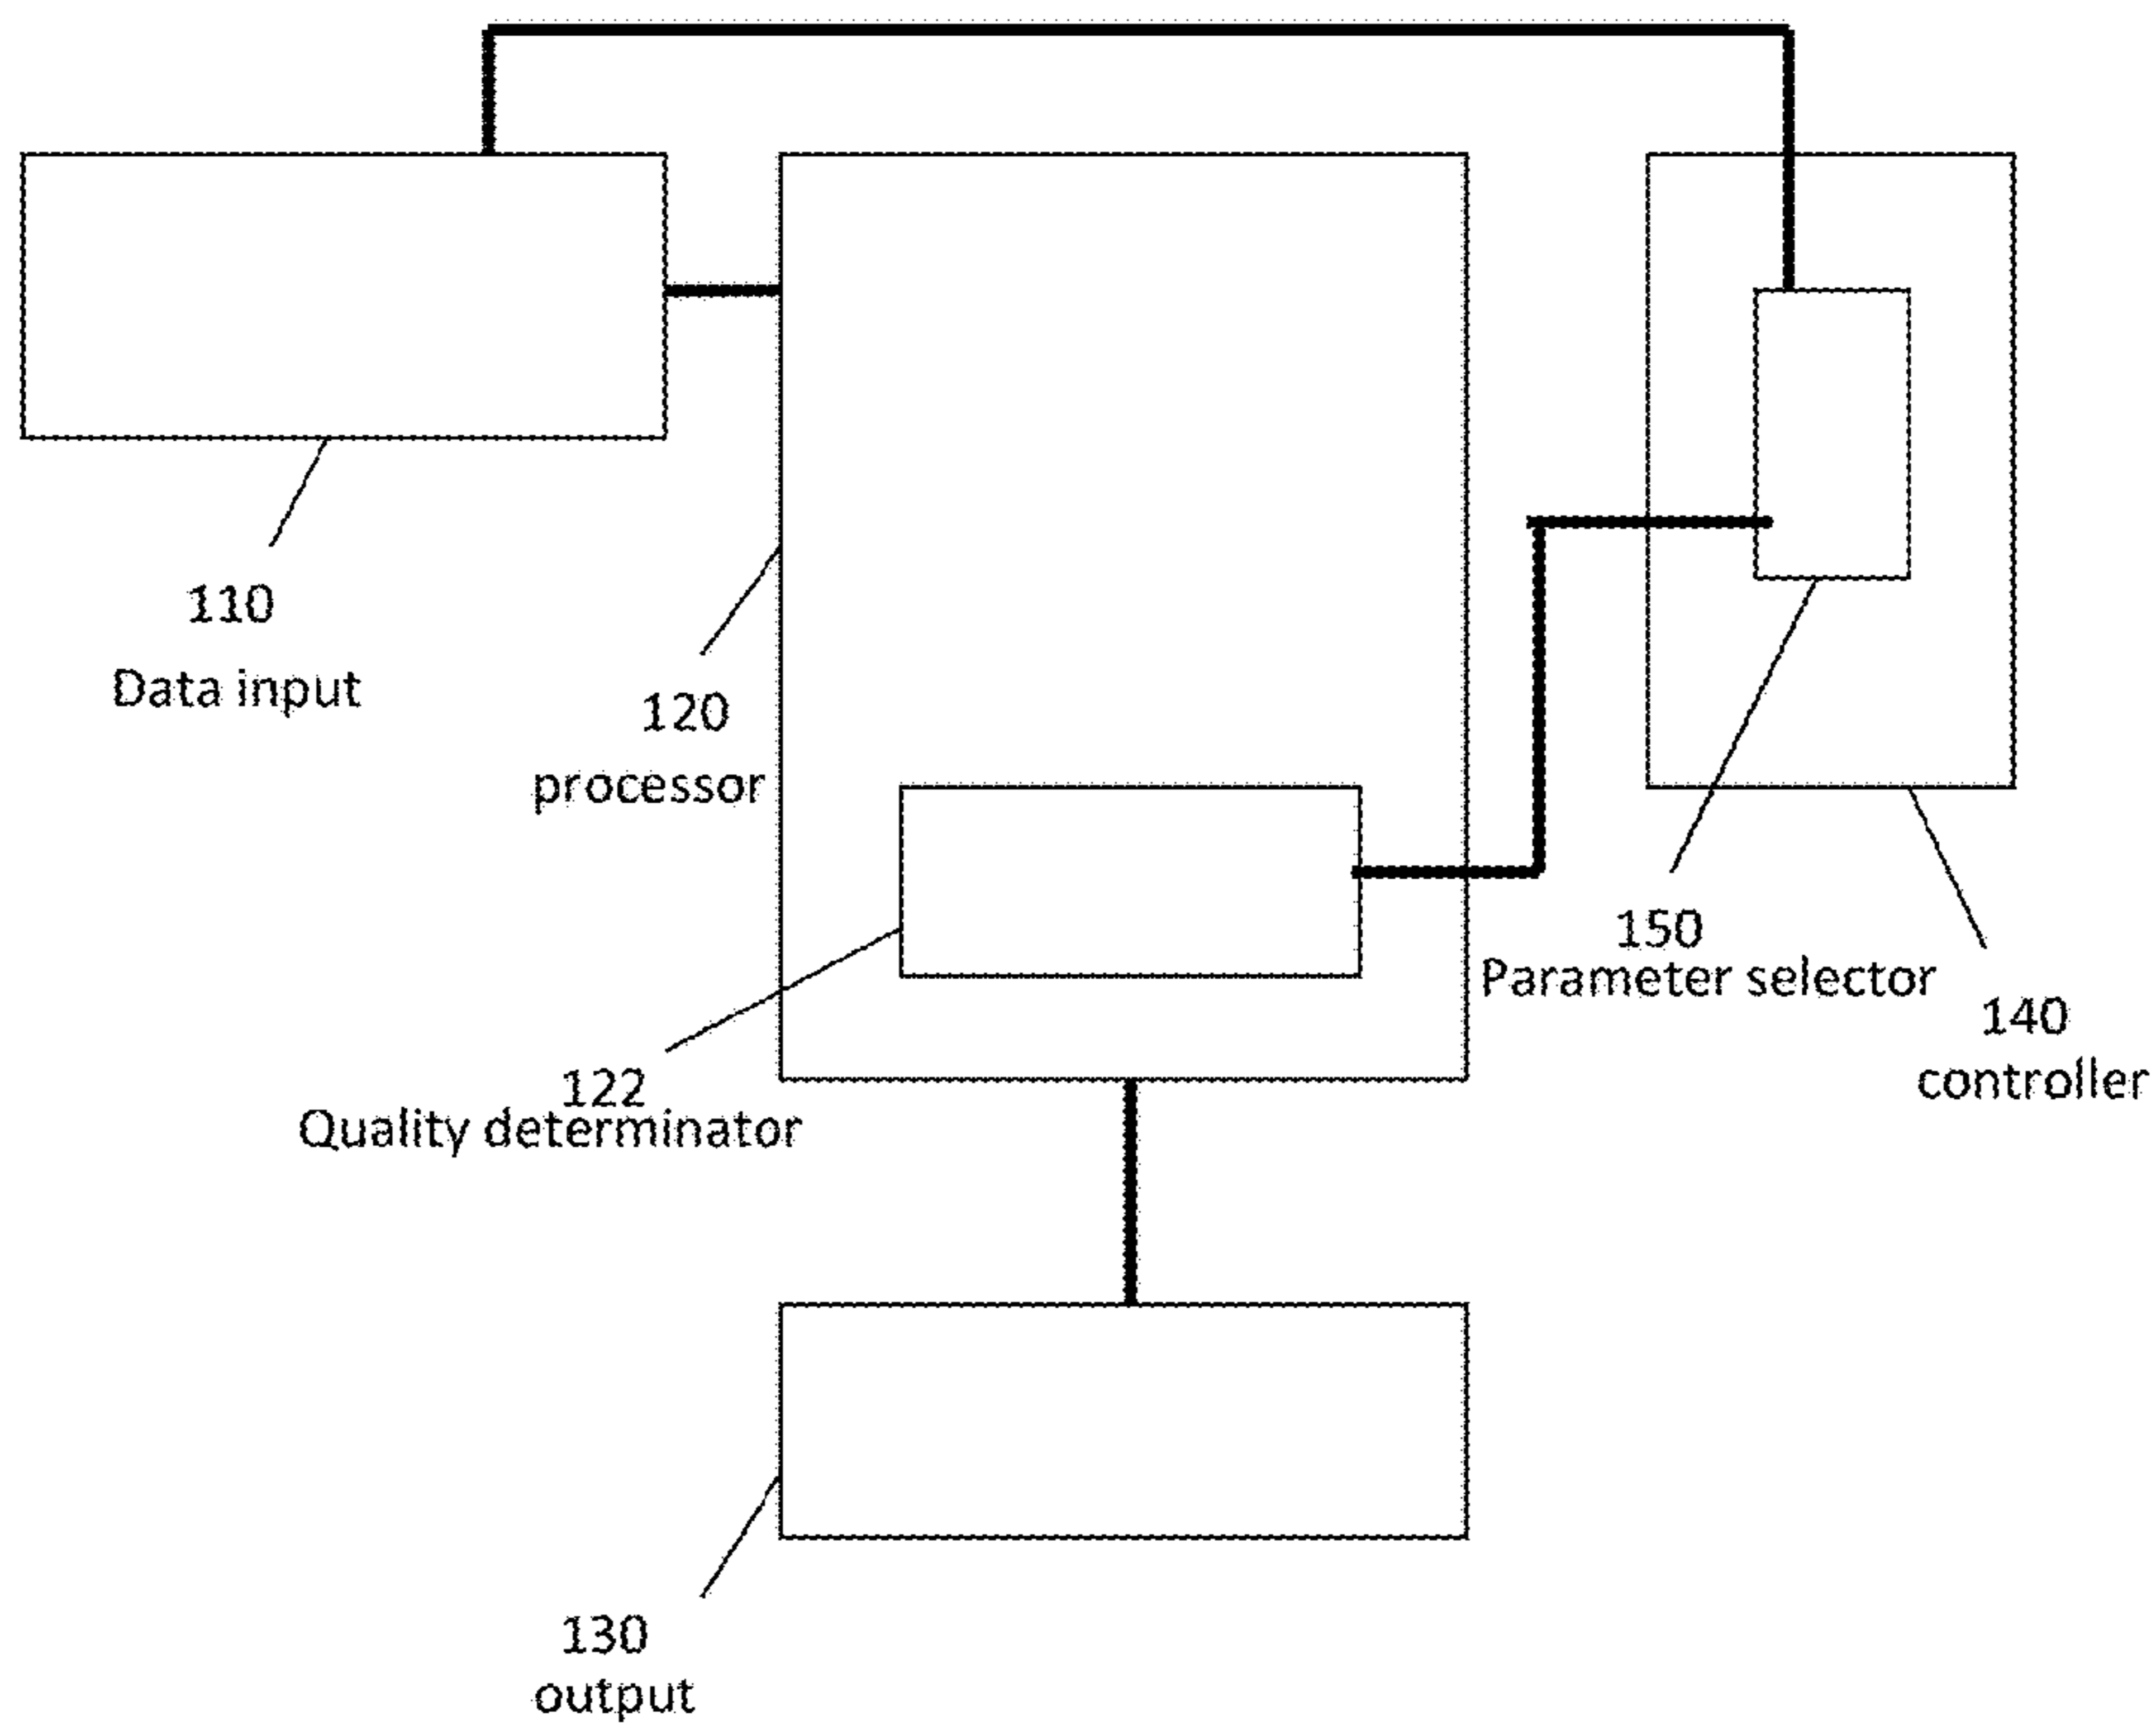 110
Data input
120
processor
150
Parameter selector
140
controller
122
Quality determinator
130
output